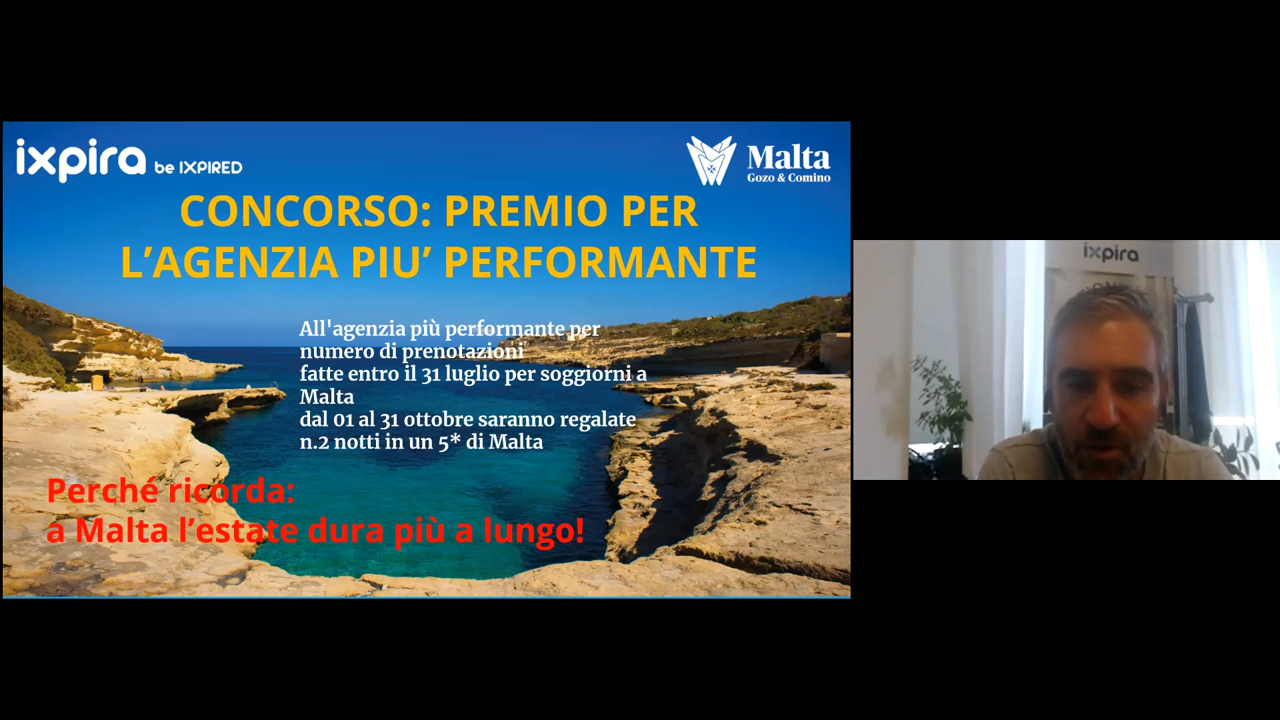 ixpira be IXPIRED
Malta
Gozo & Comino
CONCORSO: PREMIO PER
L’AGENZIA PIU’ PERFORMANTE
All'agenzia più performante per
numero di prenotazioni
fatte entro il 31 luglio per soggiorni a
Malta
dal 01 al 31 ottobre saranno regalate
n.2 notti in un 5* di Malta
Perché ricorda:
a Malta l’estate dura più a lungo!
ixpira